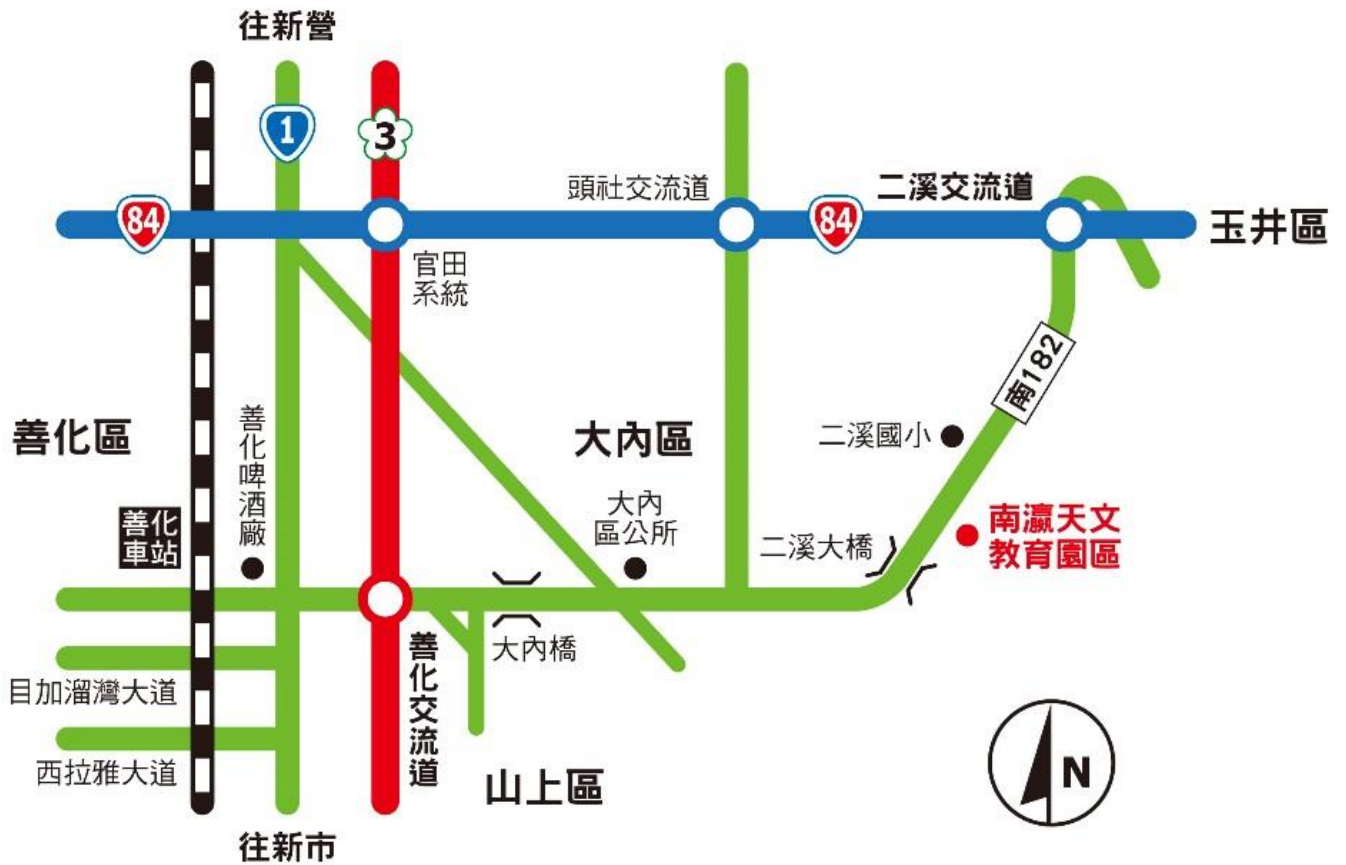 往新營
1
3
頭社交流道
二溪交流道
84
84
玉井區
官田
系統
南182
善化區
善化啤酒廠
大內區
二溪國小
善化
車站
大內
區公所
二溪大橋
南瀛天文
教育園區
大內橋
善化交流道
目加溜灣大道
西拉雅大道
山上區
N
往新市